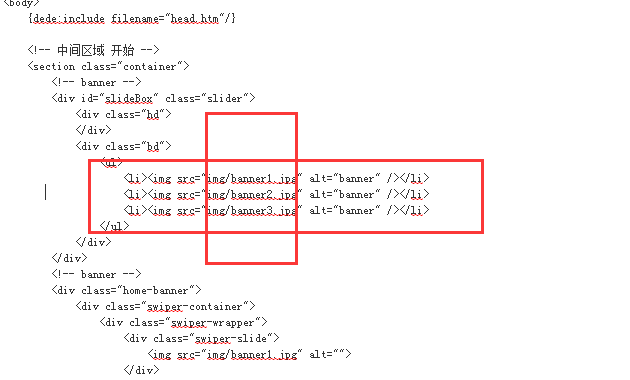 <body>
{dede:include filename="head.htm"/}
<!-- 中间区域 开始 -->
<section class="container">
<!-- banner -->
<div id="slideBox" class="slider">
<div class="hd">
</div>
<div class="bd">
<ul>
<li><img src="img/banner1.jpg" alt="banner" /></li>
<li><img src="img/banner2.jpg" alt="banner" /></li>
<li><img src="img/banner3.jpg" alt="banner" /></li>
</ul>
</div>
</div>
<!-- banner -->
<div class="home-banner">
<div class="swiper-container">
<div class="swiper-wrapper">
<div class="swiper-slide">
<img src="img/banner1.jpg" alt="">
</div>